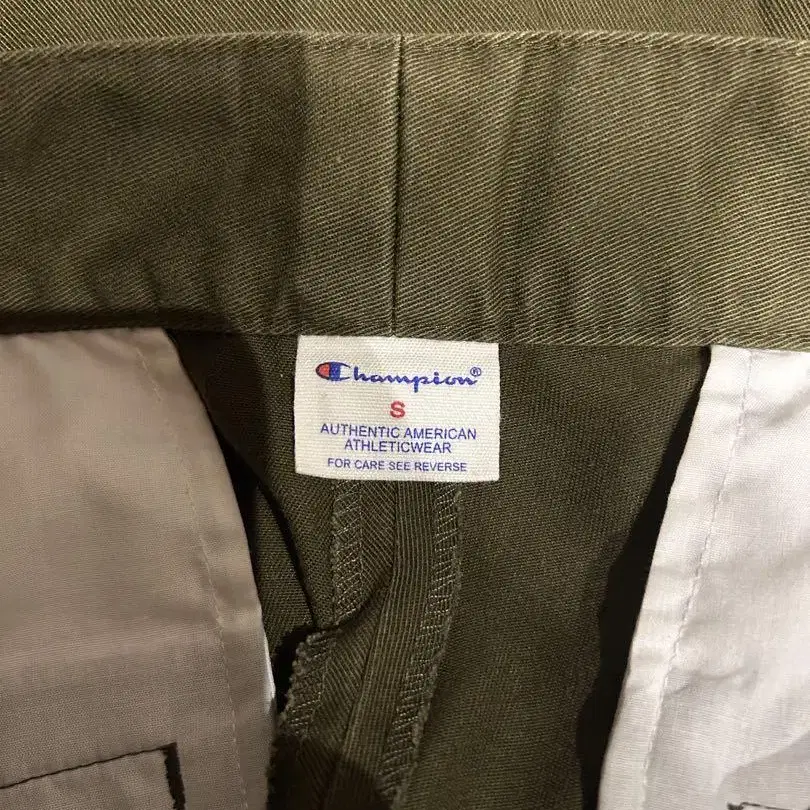 Champion®
S
AUTHENTIC AMERICAN
ATHLETICWEAR
FOR CARE SEE REVERSE